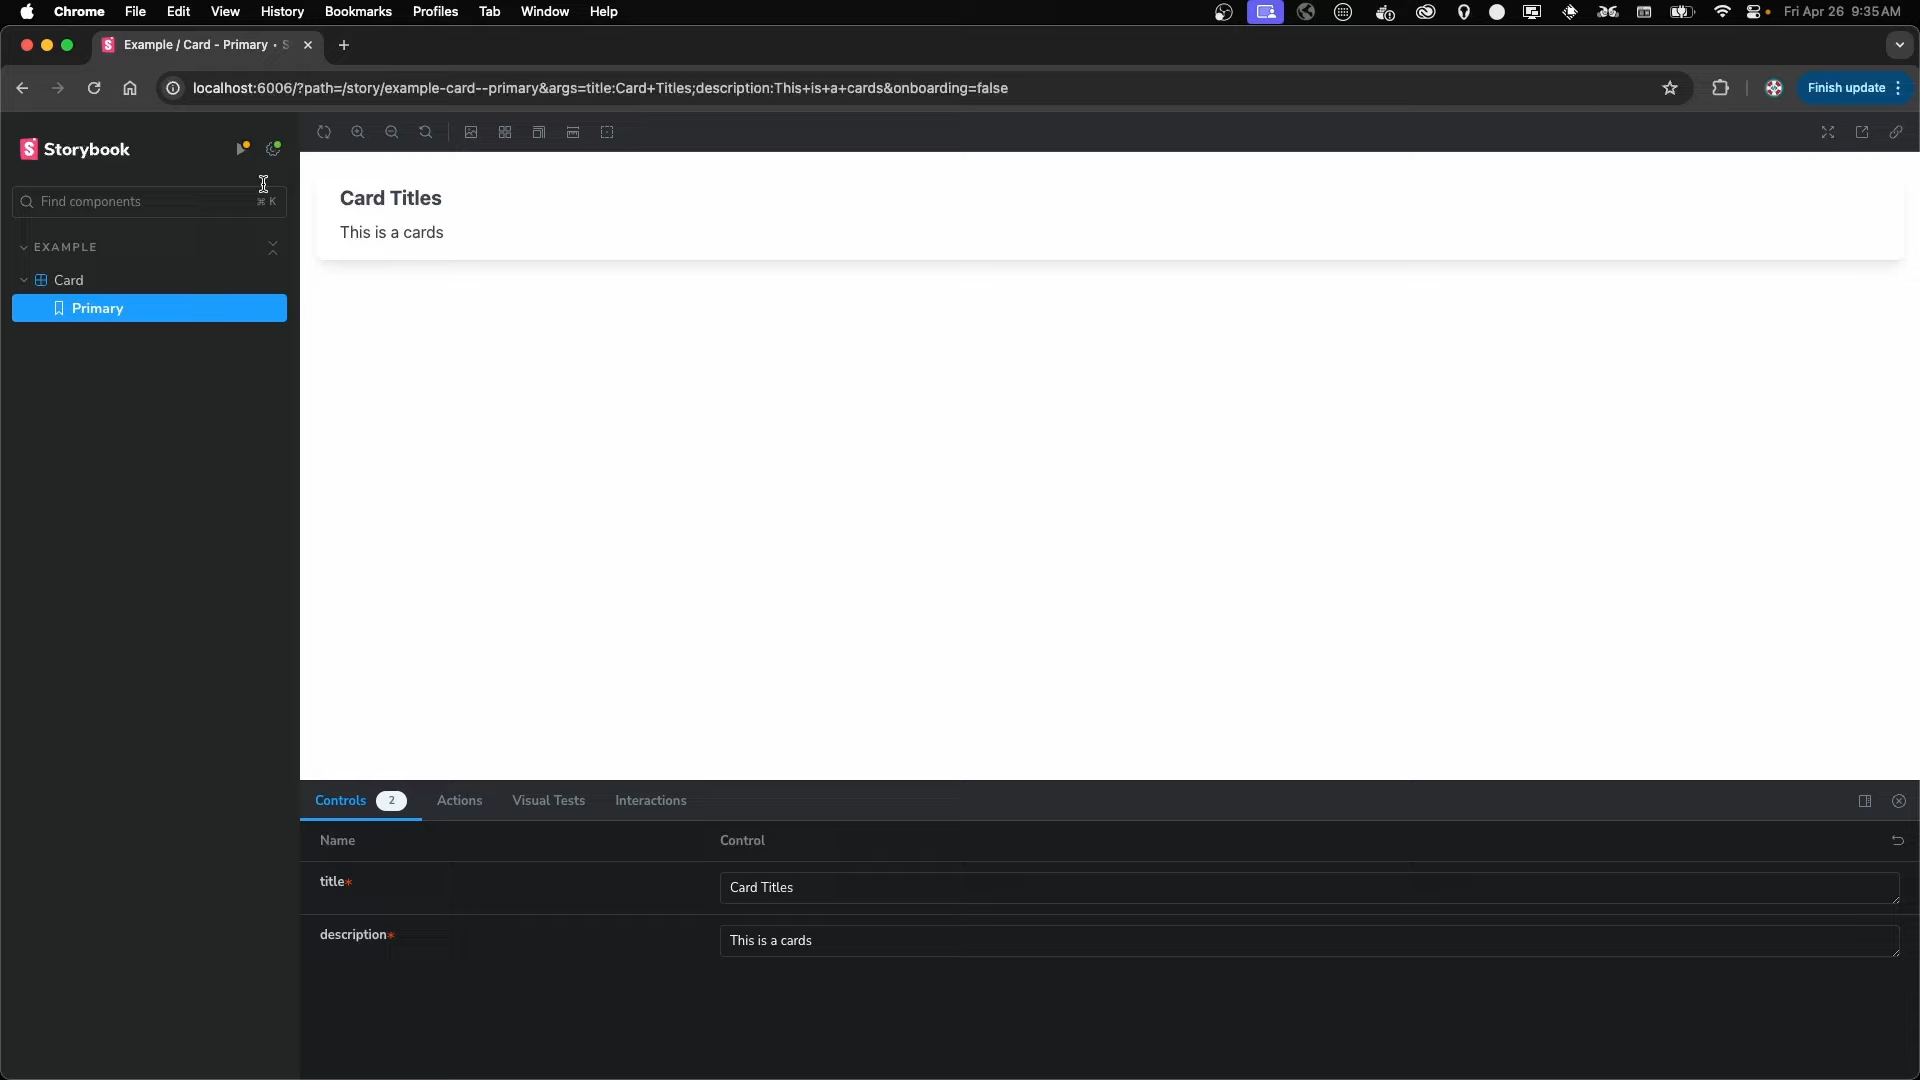 Chrome File Edit View History Bookmarks Profiles Tab Window Help Fri Apr 26 9:35 AM
Example / Card - Primary • S
localhost:6006/?path=/story/example-card--primary&args=title:Card+Titles;description:This+is+a+cards&onboarding=false Finish update
Storybook
Find components ⌘ K
EXAMPLE
Card
Primary
Card Titles
This is a cards
Controls 2 Actions Visual Tests Interactions
Name Control
title* Card Titles
description* This is a cards